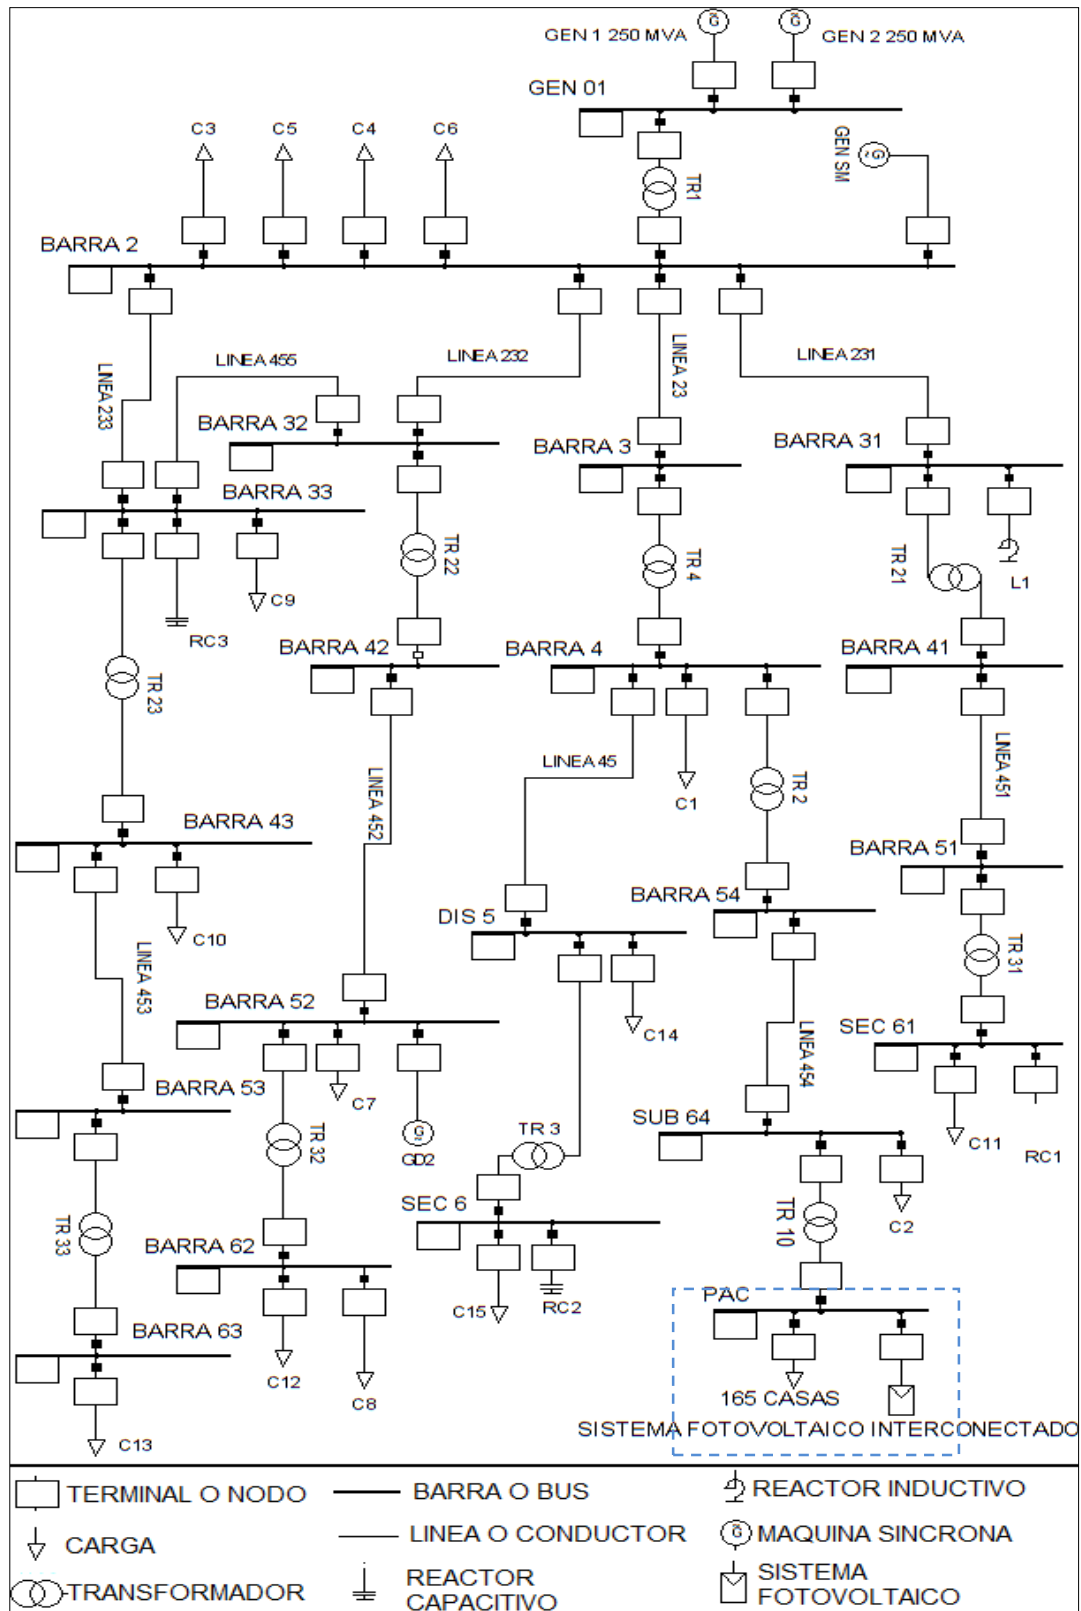 GEN 1 250 MVA
GEN 2 250 MVA
GEN 01
GEN SM
C3
C5
C4
C6
TR1
BARRA 2
LINEA 233
LINEA 455
LINEA 232
LINEA 23
LINEA 231
BARRA 32
BARRA 3
BARRA 31
BARRA 33
TR 22
TR 4
TR 21
L1
C9
RC3
BARRA 42
BARRA 4
BARRA 41
TR 23
LINEA 452
LINEA 45
C1
TR 2
LINEA 451
BARRA 43
BARRA 51
BARRA 54
DIS 5
C10
LINEA 453
TR 31
BARRA 52
C14
LINEA 454
SEC 61
BARRA 53
C7
TR 32
GD2
TR 3
SUB 64
C11
RC1
SEC 6
TR 33
TR 10
C2
BARRA 62
PAC
C15
RC2
BARRA 63
C12
C8
165 CASAS
SISTEMA FOTOVOLTAICO INTERCONECTADO
C13
TERMINAL O NODO
BARRA O BUS
REACTOR INDUCTIVO
CARGA
LINEA O CONDUCTOR
MAQUINA SINCRONA
TRANSFORMADOR
REACTOR
CAPACITIVO
SISTEMA
FOTOVOLTAICO